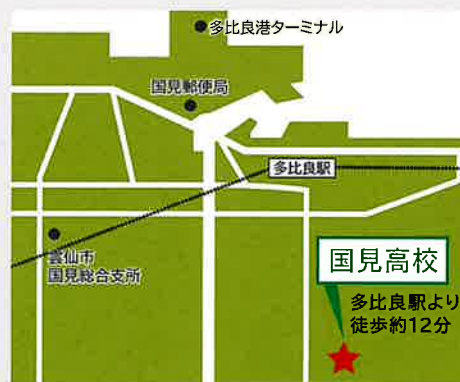 多比良港ターミナル
国見郵便局
多比良駅
雲仙市
国見総合支所
国見高校
多比良駅より
徒歩約12分